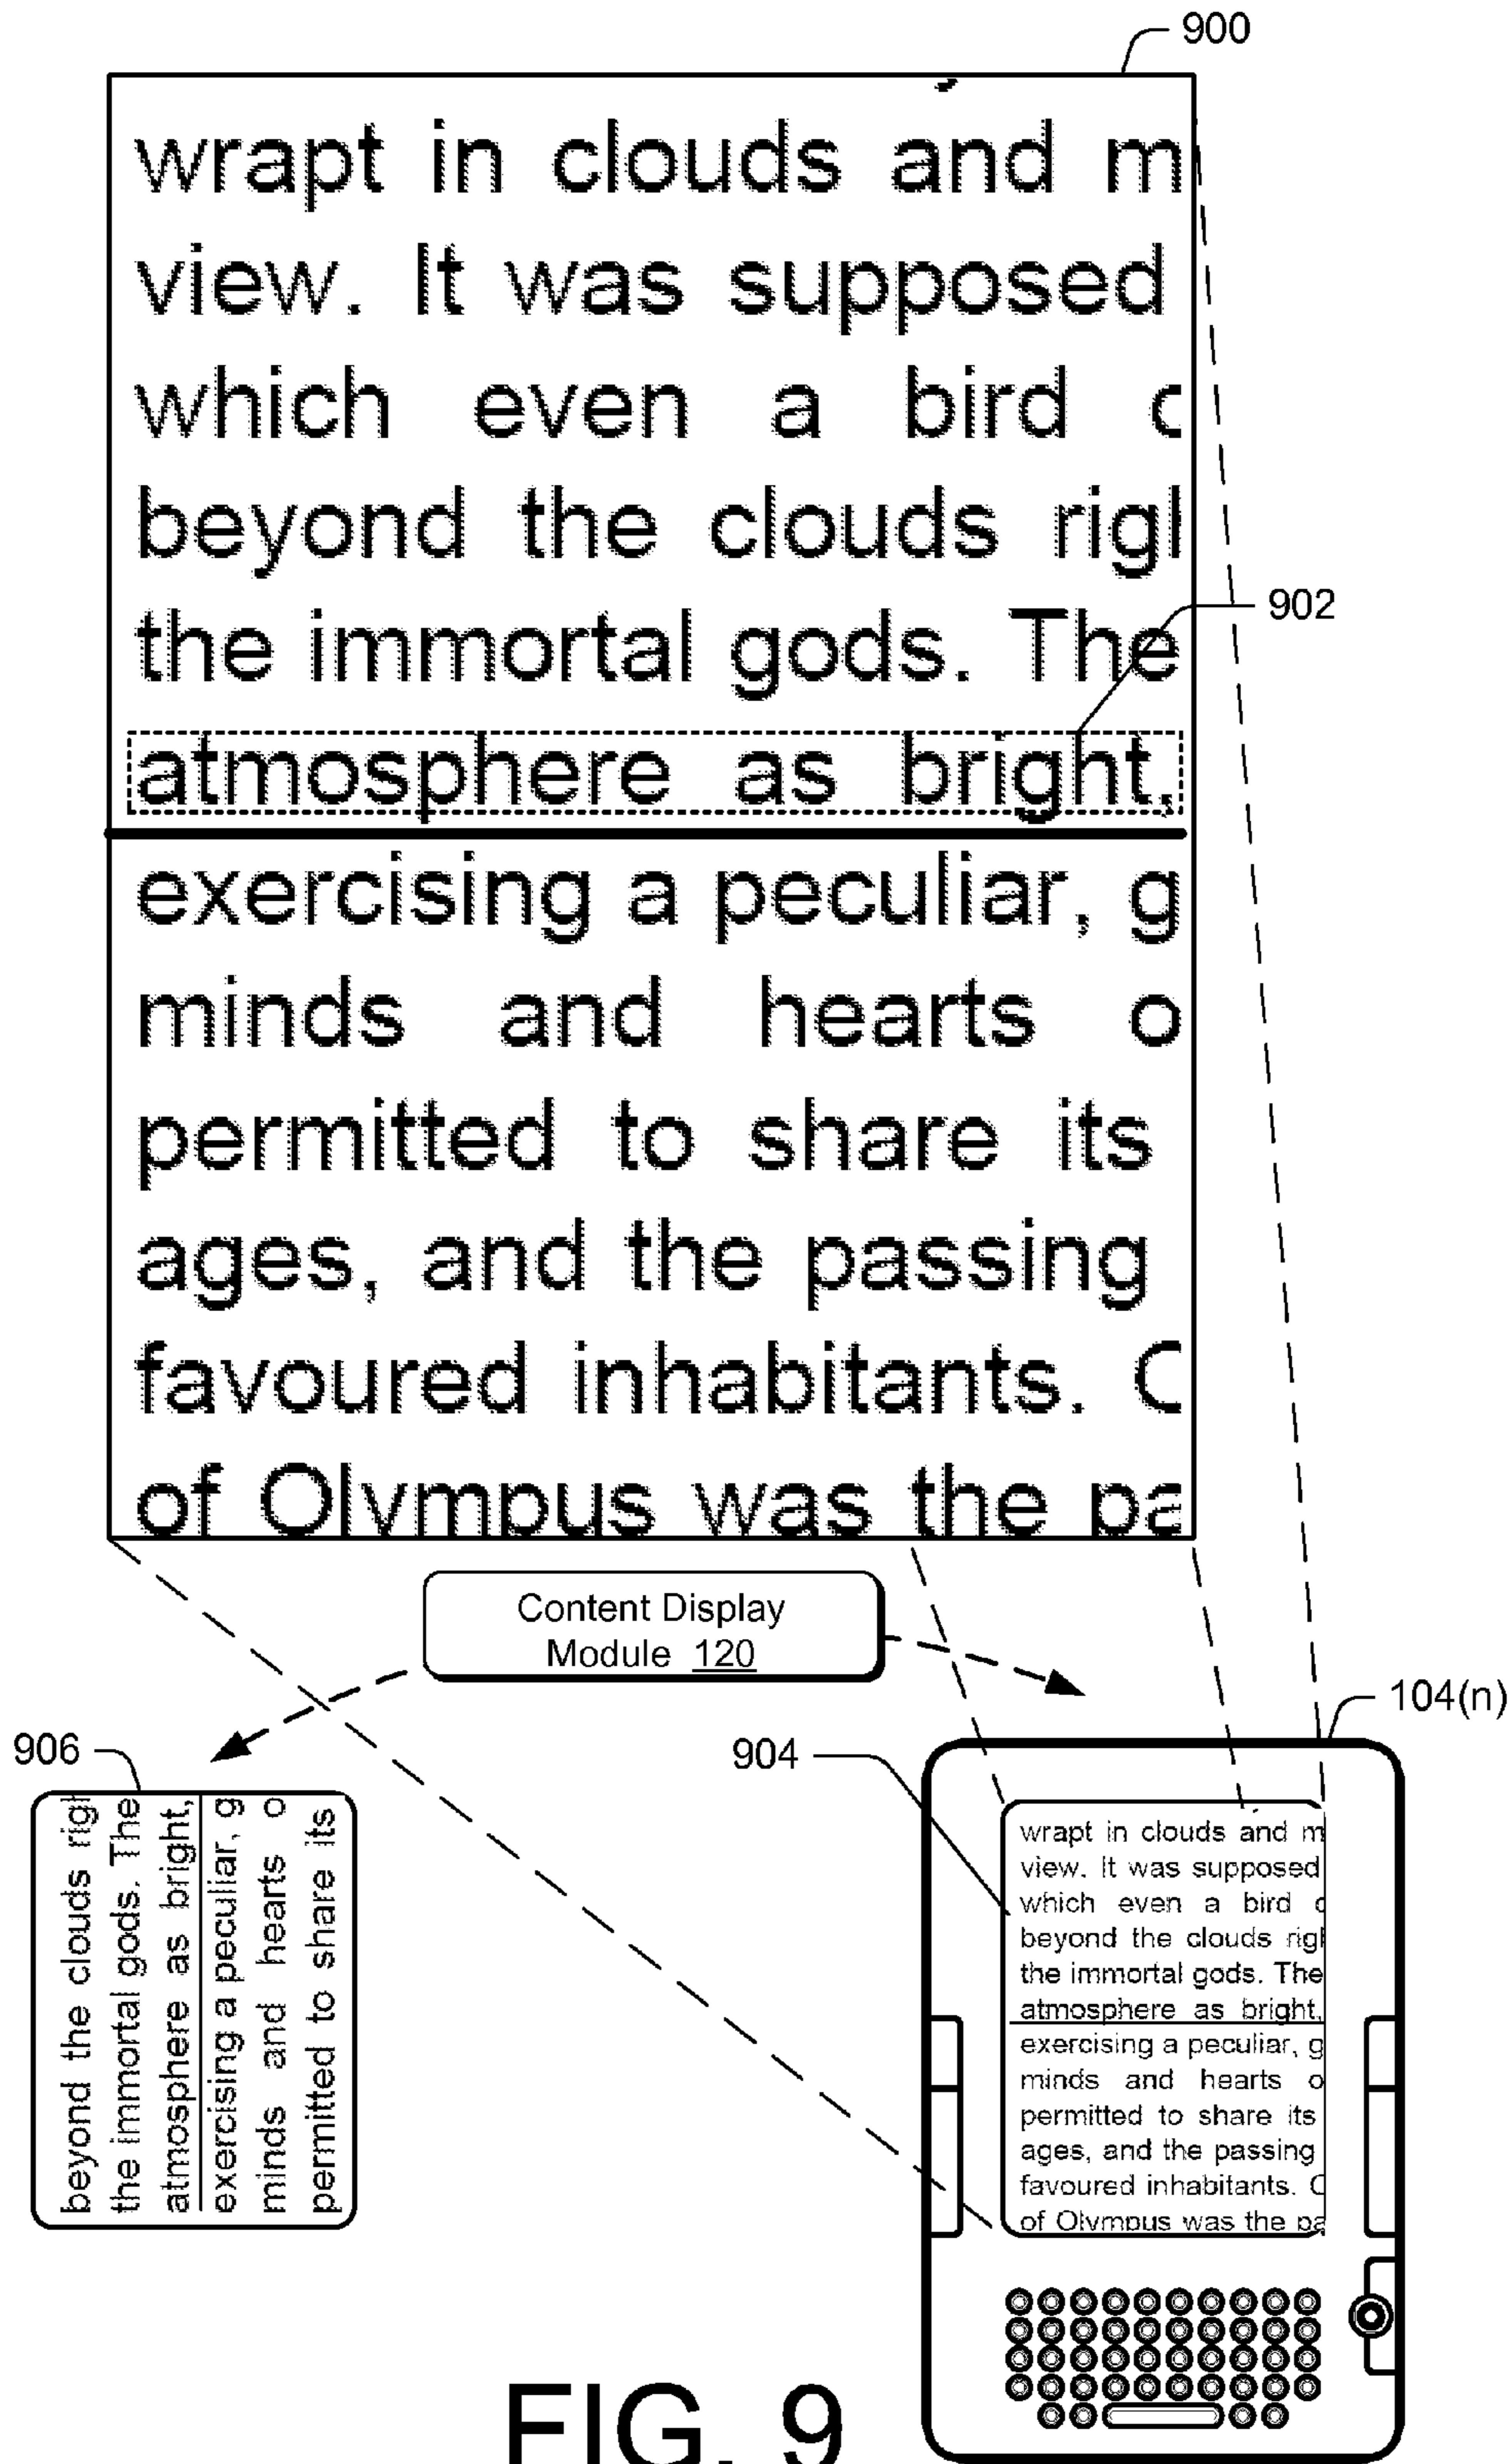 900
wrapt in clouds and m
view. It was supposed
which even a bird c
beyond the clouds rigl
the immortal gods. The
902
atmosphere as bright,
exercising a peculiar, g
minds and hearts o
permitted to share its
ages, and the passing
favoured inhabitants. C
of Olympus was the pa
Content Display
Module 120
104(n)
906
904
beyond the clouds righ
the immortal gods. The
atmosphere as bright,
exercising a peculiar, g
minds and hearts o
permitted to share its
wrapt in clouds and m
view. It was supposed
which even a bird c
beyond the clouds righ
the immortal gods. The
atmosphere as bright,
exercising a peculiar, g
minds and hearts o
permitted to share its
ages, and the passing
favoured inhabitants. C
of Olympus was the pa
FIG. 9